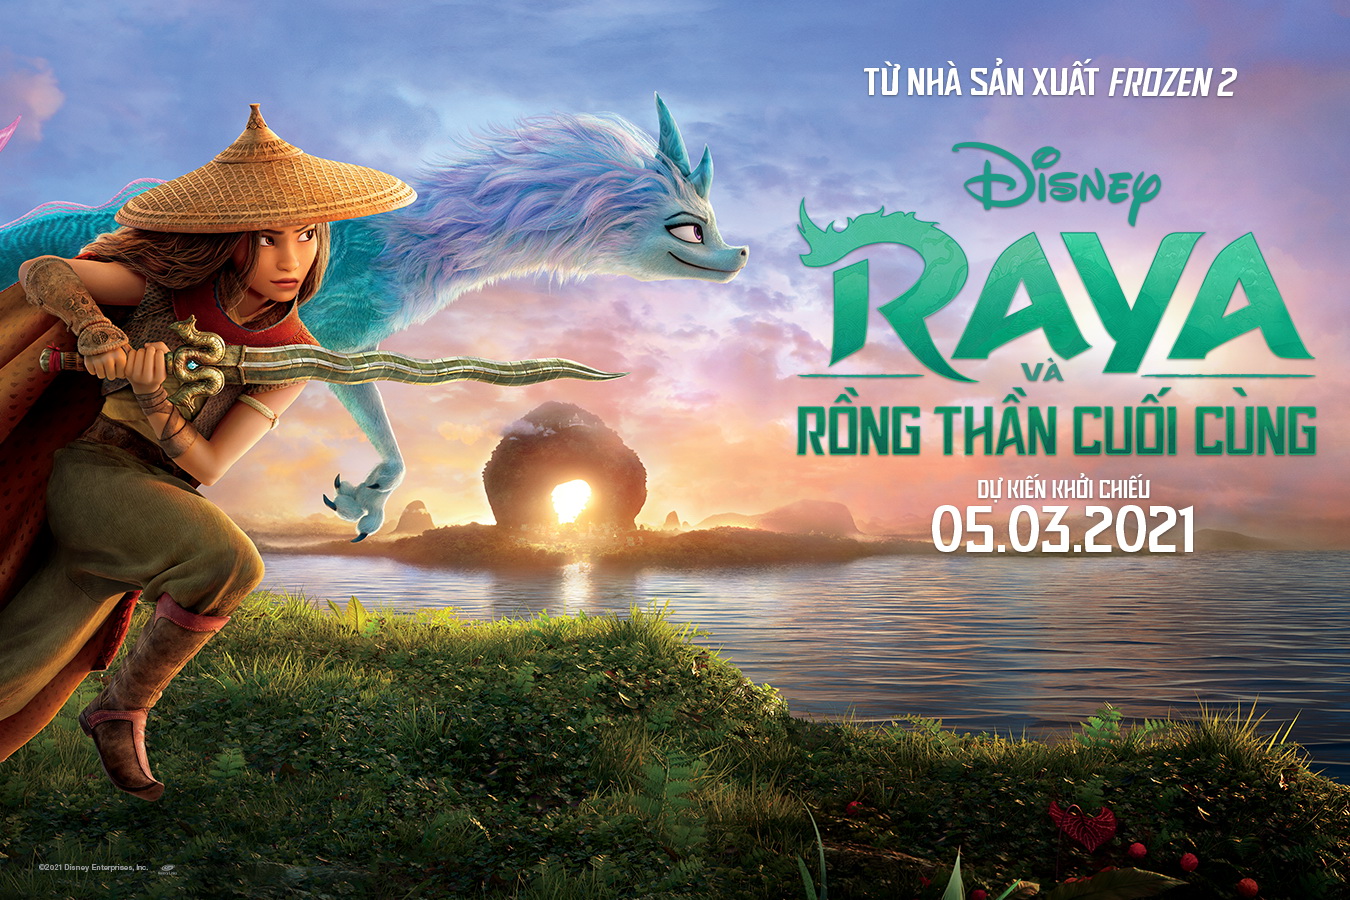 TỪ NHÀ SẢN XUẤT FROZEN 2
DISNEY
RAYA
VÀ
RỒNG THẦN CUỐI CÙNG
DỰ KIẾN KHỞI CHIẾU
05.03.2021
©2021 Disney Enterprises, Inc.